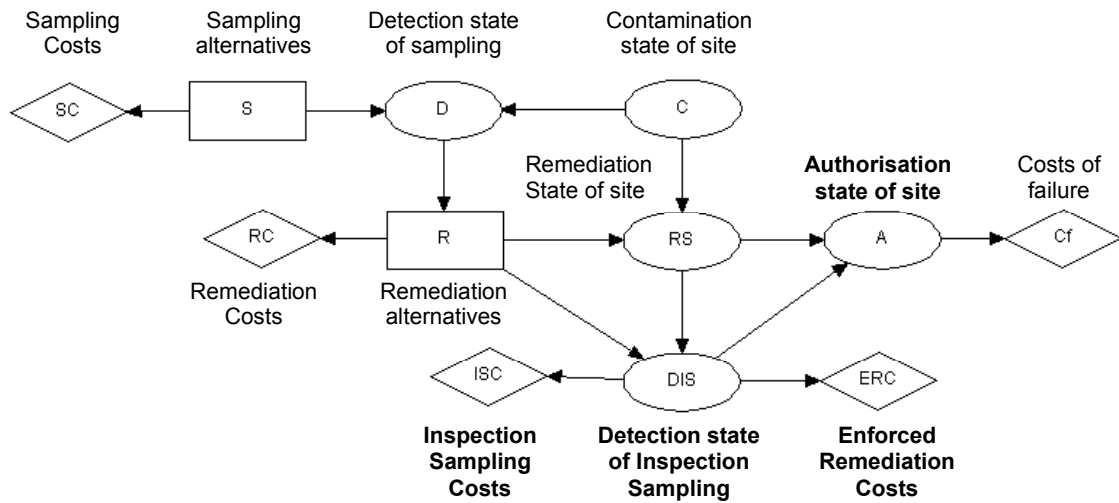 Sampling
Costs
Sampling
alternatives
Detection state
of sampling
Contamination
state of site
SC
S
D
C
Remediation
State of site
Authorisation
state of site
Costs of
failure
RC
R
RS
A
Cf
Remediation
Costs
Remediation
alternatives
ISC
DIS
ERC
Inspection
Sampling
Costs
Detection state
of Inspection
Sampling
Enforced
Remediation
Costs